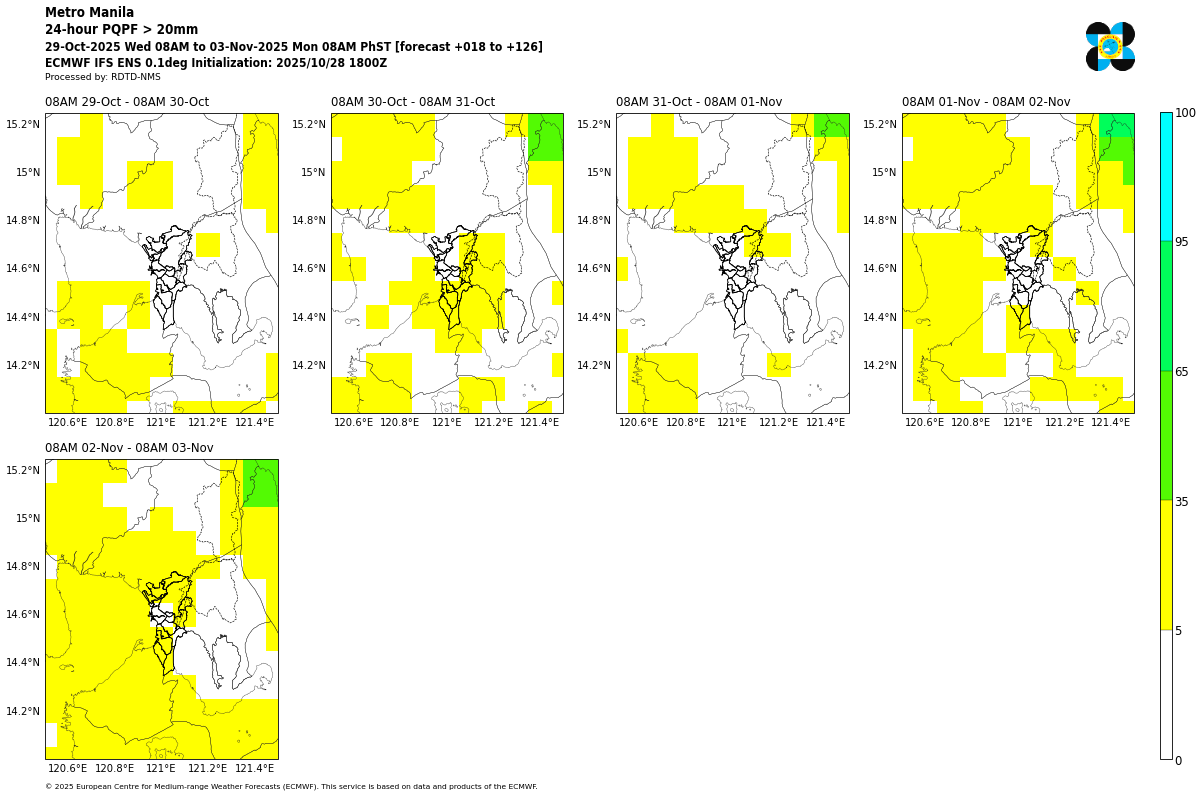 Metro Manila
24-hour PQPF > 20mm
29-Oct-2025 Wed 08AM to 03-Nov-2025 Mon 08AM PhST [forecast +018 to +126]
ECMWF IFS ENS 0.1deg Initialization: 2025/10/28 1800Z
Processed by: RDTD-NMS
08AM 29-Oct - 08AM 30-Oct
15.2°N
15°N
14.8°N
14.6°N
14.4°N
14.2°N
120.6°E 120.8°E 121°E 121.2°E 121.4°E
08AM 30-Oct - 08AM 31-Oct
15.2°N
15°N
14.8°N
14.6°N
14.4°N
14.2°N
120.6°E 120.8°E 121°E 121.2°E 121.4°E
08AM 31-Oct - 08AM 01-Nov
15.2°N
15°N
14.8°N
14.6°N
14.4°N
14.2°N
120.6°E 120.8°E 121°E 121.2°E 121.4°E
08AM 01-Nov - 08AM 02-Nov
15.2°N
15°N
14.8°N
14.6°N
14.4°N
14.2°N
120.6°E 120.8°E 121°E 121.2°E 121.4°E
100
95
65
35
5
0
08AM 02-Nov - 08AM 03-Nov
15.2°N
15°N
14.8°N
14.6°N
14.4°N
14.2°N
120.6°E 120.8°E 121°E 121.2°E 121.4°E
© 2025 European Centre for Medium-range Weather Forecasts (ECMWF). This service is based on data and products of the ECMWF.